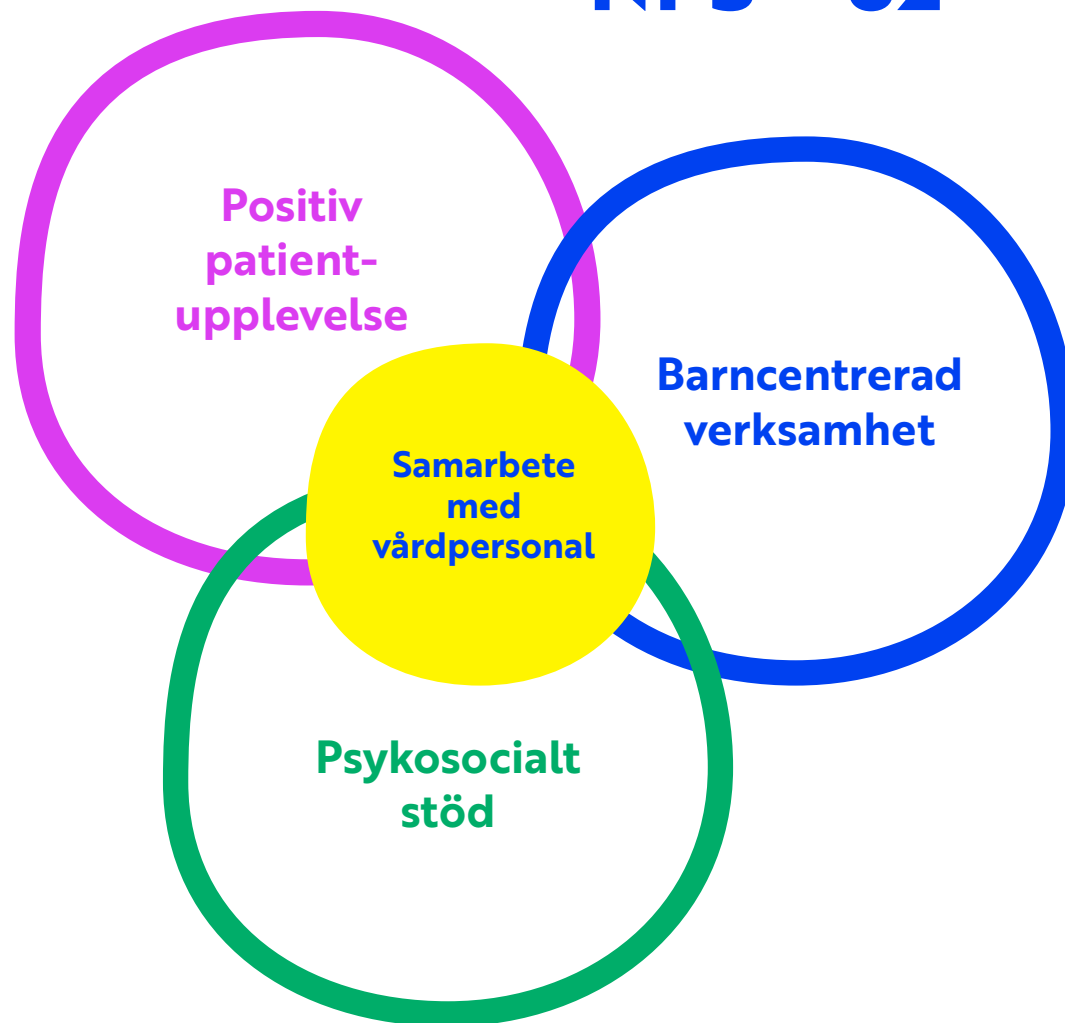 Positiv
patient-
upplevelse
Barncentrerad
verksamhet
Samarbete
med
vårdpersonal
Psykosocialt
stöd